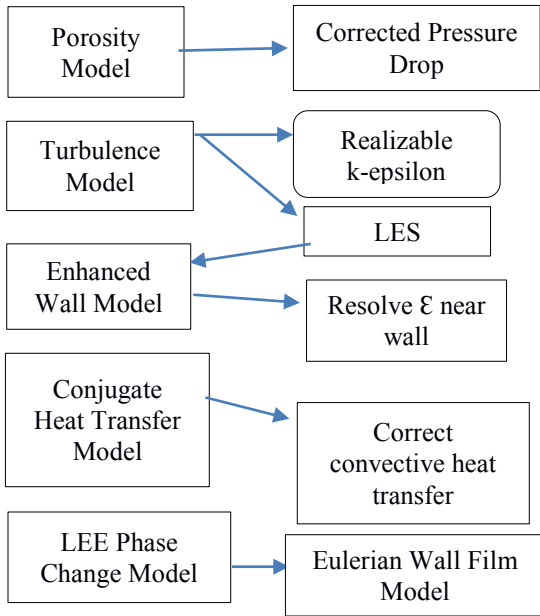 Porosity
Model
Corrected Pressure
Drop
Turbulence
Model
Realizable
k-epsilon
LES
Enhanced
Wall Model
Resolve Ɛ near
wall
Conjugate
Heat Transfer
Model
Correct
convective heat
transfer
LEE Phase
Change Model
Eulerian Wall Film
Model